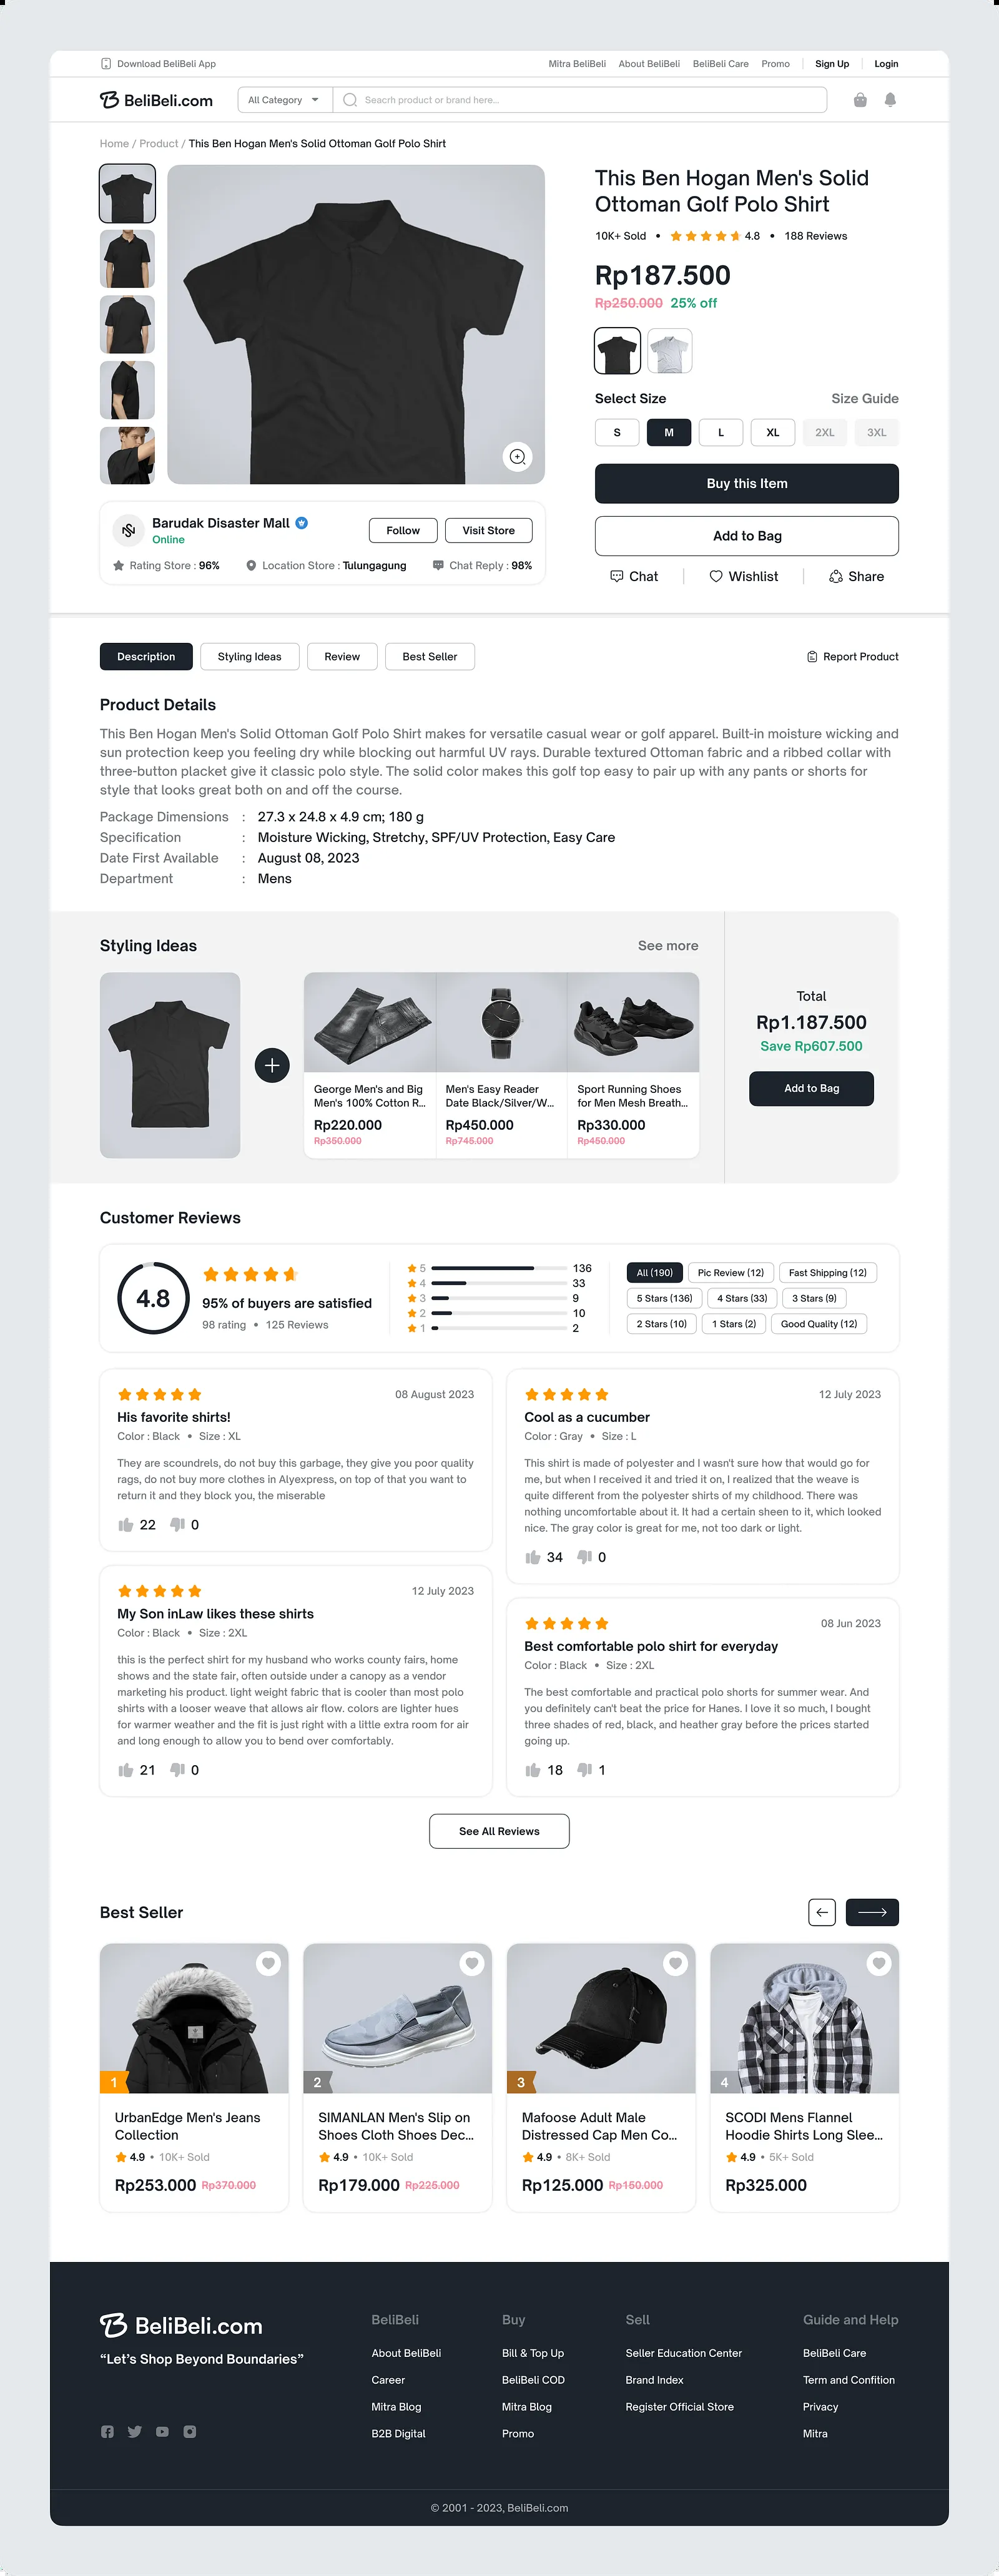 Download BeliBeli App
Mitra BeliBeli
About BeliBeli
BeliBeli Care
Promo
Sign Up
Login
BeliBeli.com
All Category
Secrh product or brand here...
Home / Product / This Ben Hogan Men's Solid Ottoman Golf Polo Shirt
This Ben Hogan Men's Solid
Ottoman Golf Polo Shirt
10K+ Sold • 4.8 • 188 Reviews
Rp187.500
Rp250.000 25% off
Select Size
Size Guide
S
M
L
XL
2XL
3XL
Buy this Item
Add to Bag
Chat
Wishlist
Share
Barudak Disaster Mall
Online
Follow
Visit Store
Rating Store : 96%
Location Store : Tulungagung
Chat Reply : 98%
Description
Styling Ideas
Review
Best Seller
Report Product
Product Details
This Ben Hogan Men's Solid Ottoman Golf Polo Shirt makes for versatile casual wear or golf apparel. Built-in moisture wicking and
sun protection keep you feeling dry while blocking out harmful UV rays. Durable textured Ottoman fabric and a ribbed collar with
three-button placket give it classic polo style. The solid color makes this golf top easy to pair up with any pants or shorts for
style that looks great both on and off the course.
Package Dimensions : 27.3 x 24.8 x 4.9 cm; 180 g
Specification : Moisture Wicking, Stretchy, SPF/UV Protection, Easy Care
Date First Available : August 08, 2023
Department : Mens
Styling Ideas
See more
George Men's and Big
Men's 100% Cotton R...
Rp220.000
Rp350.000
Men's Easy Reader
Date Black/Silver/W...
Rp450.000
Rp745.000
Sport Running Shoes
for Men Mesh Breath...
Rp330.000
Rp450.000
Total
Rp1.187.500
Save Rp607.500
Add to Bag
Customer Reviews
4.8
95% of buyers are satisfied
98 rating • 125 Reviews
5 136
4 33
3 9
2 10
1 2
All (190)
Pic Review (12)
Fast Shipping (12)
5 Stars (136)
4 Stars (33)
3 Stars (9)
2 Stars (10)
1 Stars (2)
Good Quality (12)
08 August 2023
His favorite shirts!
Color : Black • Size : XL
They are scoundrels, do not buy this garbage, they give you poor quality
rags, do not buy more clothes in Alyexpress, on top of that you want to
return it and they block you, the miserable
22
0
12 July 2023
Cool as a cucumber
Color : Gray • Size : L
This shirt is made of polyester and I wasn't sure how that would go for
me, but when I received it and tried it on, I realized that the weave is
quite different from the polyester shirts of my childhood. There was
nothing uncomfortable about it. It had a certain sheen to it, which looked
nice. The gray color is great for me, not too dark or light.
34
0
12 July 2023
My Son inLaw likes these shirts
Color : Black • Size : 2XL
this is the perfect shirt for my husband who works county fairs, home
shows and the state fair, often outside under a canopy as a vendor
marketing his product. light weight fabric that is cooler than most polo
shirts with a looser weave that allows air flow. colors are lighter hues
for warmer weather and the fit is just right with a little extra room for air
and long enough to allow you to bend over comfortably.
21
0
08 Jun 2023
Best comfortable polo shirt for everyday
Color : Black • Size : 2XL
The best comfortable and practical polo shorts for summer wear. And
you definitely can't beat the price for Hanes. I love it so much, I bought
three shades of red, black, and heather gray before the prices started
going up.
18
1
See All Reviews
Best Seller
1
UrbanEdge Men's Jeans
Collection
4.9 • 10K+ Sold
Rp253.000 Rp370.000
2
SIMANLAN Men's Slip on
Shoes Cloth Shoes Dec...
4.9 • 10K+ Sold
Rp179.000 Rp225.000
3
Mafoose Adult Male
Distressed Cap Men Co...
4.9 • 8K+ Sold
Rp125.000 Rp150.000
4
SCODI Mens Flannel
Hoodie Shirts Long Slee...
4.9 • 5K+ Sold
Rp325.000
BeliBeli.com
“Let’s Shop Beyond Boundaries”
BeliBeli
About BeliBeli
Career
Mitra Blog
B2B Digital
Buy
Bill & Top Up
BeliBeli COD
Mitra Blog
Promo
Sell
Seller Education Center
Brand Index
Register Official Store
Guide and Help
BeliBeli Care
Term and Confition
Privacy
Mitra
© 2001 - 2023, BeliBeli.com